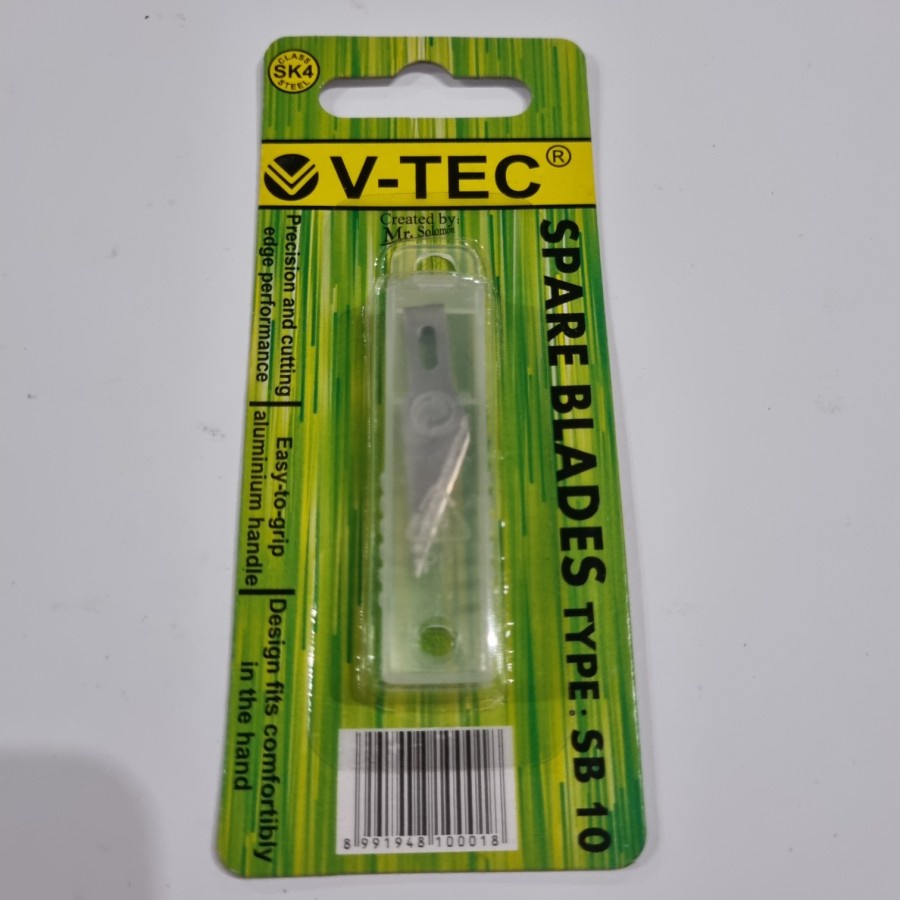 CLASS
SK4
STEEL
V-TEC®
Created by:
Mr. Solomon
Precision and cutting
edge performance
Easy-to-grip
aluminium handle
Design fits comfortibly
in the hand
SPARE BLADES TYPE: SB 10
8 991948 100018